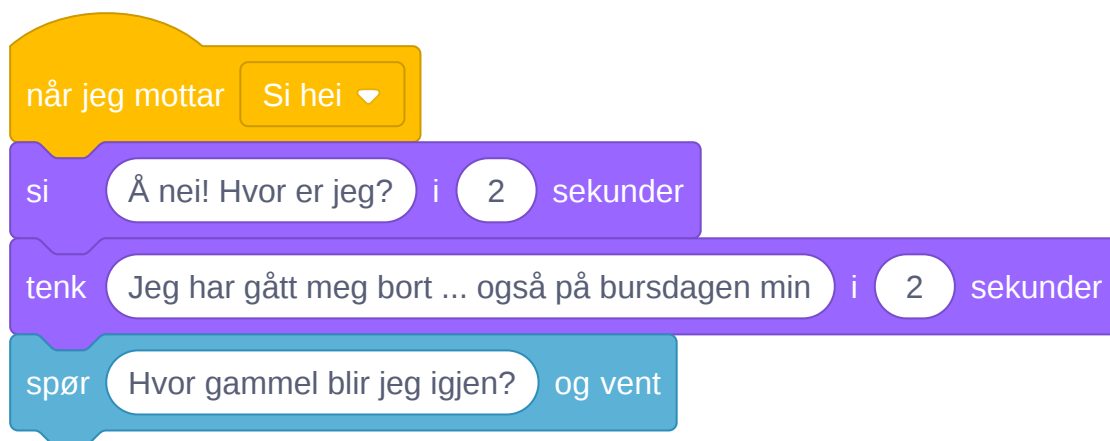 når jeg mottar Si hei
si Å nei! Hvor er jeg? i 2 sekunder
tenk Jeg har gått meg bort ... også på bursdagen min i 2 sekunder
spør Hvor gammel blir jeg igjen? og vent